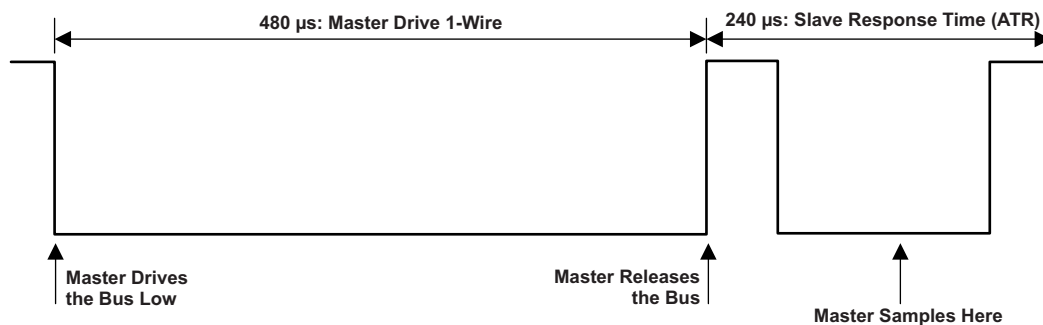 480 µs: Master Drive 1-Wire
240 µs: Slave Response Time (ATR)
Master Drives
the Bus Low
Master Releases
the Bus
Master Samples Here